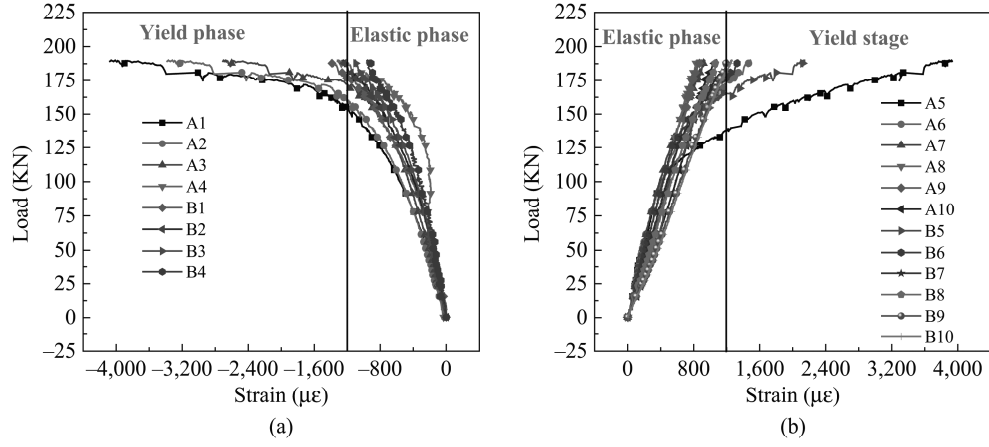 (a)
Yield phase
Elastic phase
225
200
175
150
125
100
75
50
25
0
–25
Load (KN)
A1
A2
A3
A4
B1
B2
B3
B4
–4,000 –3,200 –2,400 –1,600 –800 0
Strain (με)
(b)
Elastic phase
Yield stage
225
200
175
150
125
100
75
50
25
0
–25
Load (KN)
A5
A6
A7
A8
A9
A10
B5
B6
B7
B8
B9
B10
0 800 1,600 2,400 3,200 4,000
Strain (με)